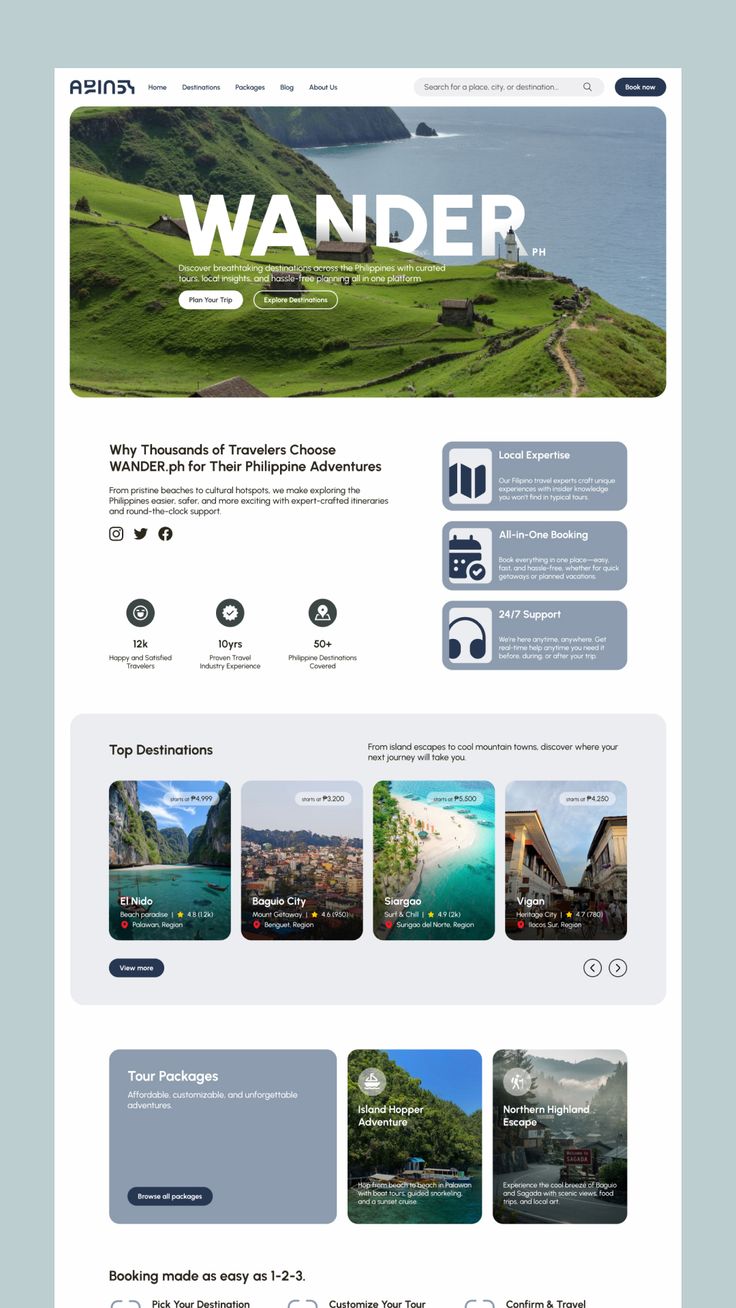 Home Destinations Packages Blog About Us
Search for a place, city, or destination...
Book now
WANDER
PH
Discover breathtaking destinations across the Philippines with curated
tours, local insights, and hassle-free planning all in one platform.
Plan Your Trip
Explore Destinations
Why Thousands of Travelers Choose
WANDER.ph for Their Philippine Adventures
From pristine beaches to cultural hotspots, we make exploring the
Philippines easier, safer, and more exciting with expert-crafted itineraries
and round-the-clock support.
12k
Happy and Satisfied
Travelers
10yrs
Proven Travel
Industry Experience
50+
Philippine Destinations
Covered
Local Expertise
Our Filipino travel experts craft unique
experiences with insider knowledge
you won't find in typical tours.
All-in-One Booking
Book everything in one place—easy,
fast, and hassle-free, whether for quick
getaways or planned vacations.
24/7 Support
We're here anytime, anywhere. Get
real-time help anytime you need it
before, during, or after your trip.
Top Destinations
From island escapes to cool mountain towns, discover where your
next journey will take you.
starts at ₱4,999
El Nido
Beach paradise | 4.8 (1.2k)
Palawan, Region
starts at ₱3,200
Baguio City
Mount Getaway | 4.6 (950)
Benguet, Region
starts at ₱5,500
Siargao
Surf & Chill | 4.9 (2k)
Surigao del Norte, Region
starts at ₱4,250
Vigan
Heritage City | 4.7 (780)
Ilocos Sur, Region
View more
Tour Packages
Affordable, customizable, and unforgettable
adventures.
Browse all packages
Island Hopper
Adventure
Hop from beach to beach in Palawan
with boat tours, guided snorkeling,
and a sunset cruise.
Northern Highland
Escape
Welcome to
SAGADA
Experience the cool breeze of Baguio
and Sagada with scenic views, food
trips, and local art.
Booking made as easy as 1-2-3.
Pick Your Destination
Customize Your Tour
Confirm & Travel